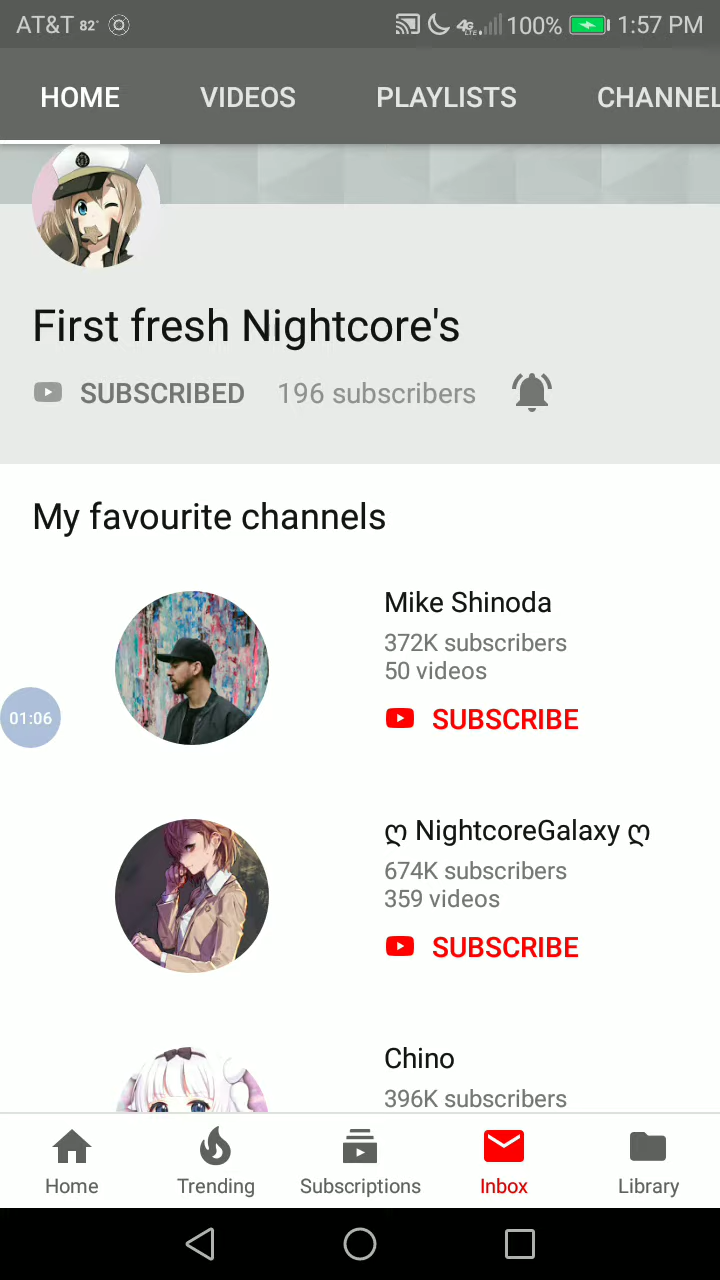 AT&T 82° 4G LTE 100% 1:57 PM
HOME VIDEOS PLAYLISTS CHANNEL
First fresh Nightcore's
SUBSCRIBED 196 subscribers
My favourite channels
Mike Shinoda
372K subscribers
50 videos
SUBSCRIBE
01:06
ღ NightcoreGalaxy ღ
674K subscribers
359 videos
SUBSCRIBE
Chino
396K subscribers
Home Trending Subscriptions Inbox Library